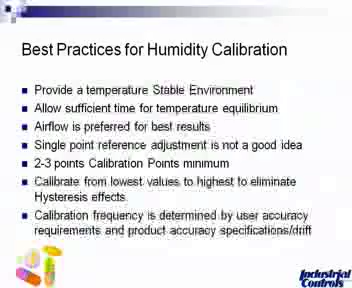 Best Practices for Humidity Calibration
Provide a temperature Stable Environment
Allow sufficient time for temperature equilibrium
Airflow is preferred for best results
Single point reference adjustment is not a good idea
2-3 points Calibration Points minimum
Calibrate from lowest values to highest to eliminate
Hysteresis effects.
Calibration frequency is determined by user accuracy
requirements and product accuracy specifications/drift
Industrial
Controls